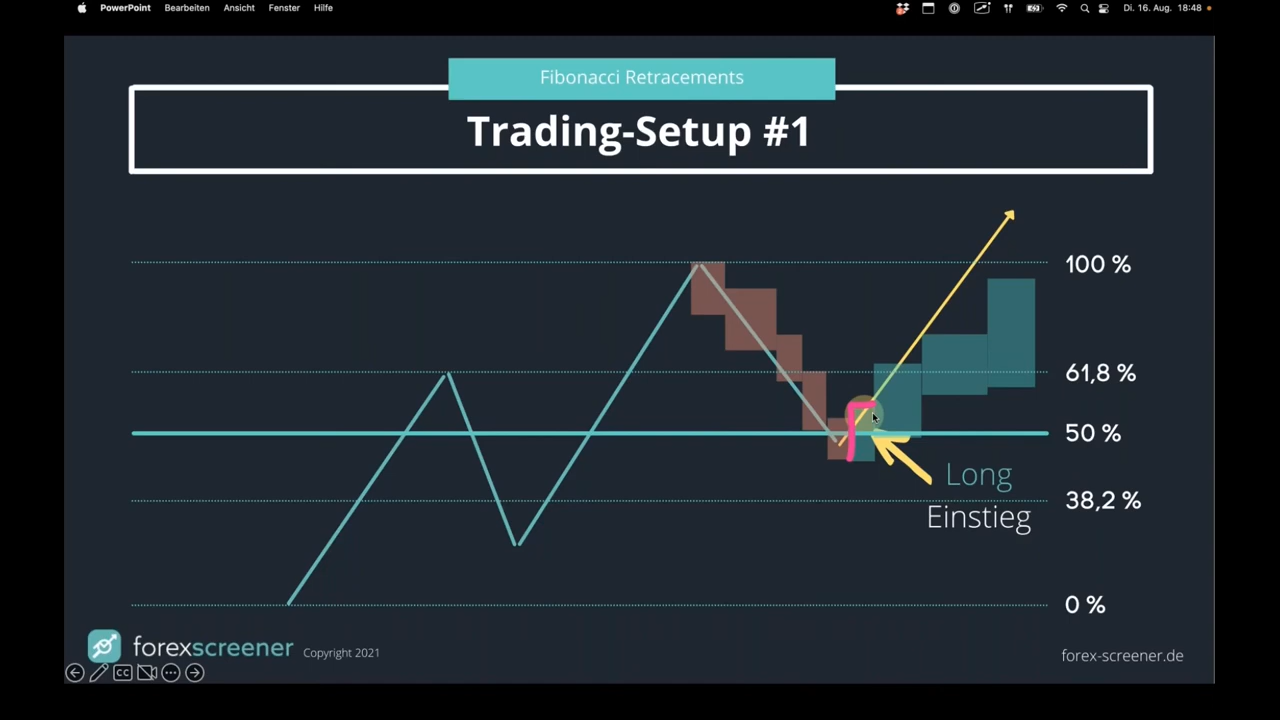 PowerPoint Bearbeiten Ansicht Fenster Hilfe
Di. 16. Aug. 18:48
Fibonacci Retracements
Trading-Setup #1
100 %
61,8 %
50 %
Long
Einstieg
38,2 %
0 %
forexscreener Copyright 2021
forex-screener.de
CC